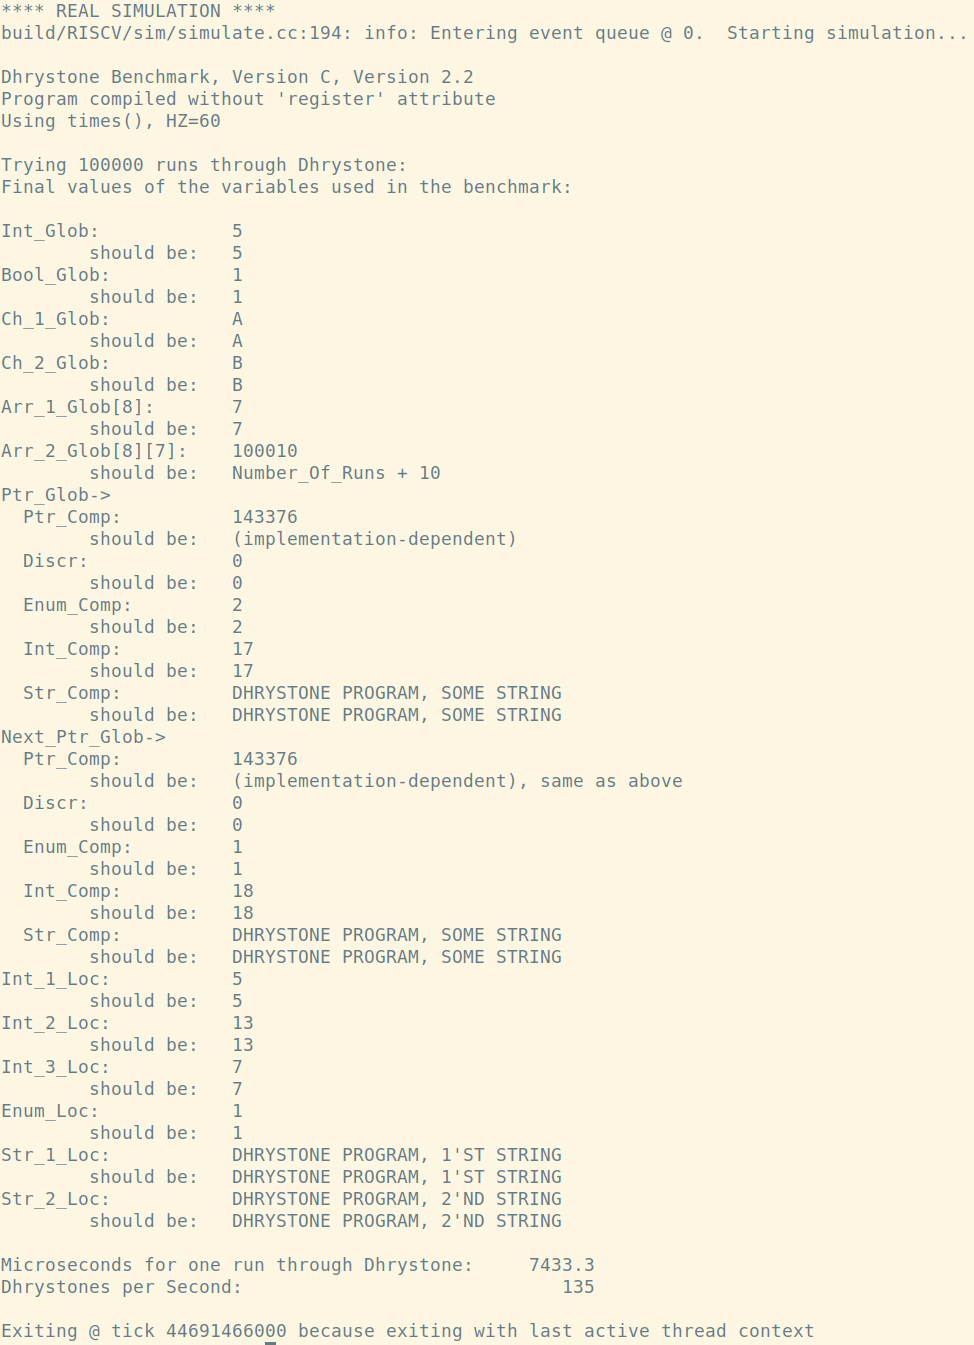 **** REAL SIMULATION ****
build/RISCV/sim/simulate.cc:194: info: Entering event queue @ 0.  Starting simulation...

Dhrystone Benchmark, Version C, Version 2.2
Program compiled without 'register' attribute
Using times(), HZ=60

Trying 100000 runs through Dhrystone:
Final values of the variables used in the benchmark:

Int_Glob:            5
        should be:   5
Bool_Glob:           1
        should be:   1
Ch_1_Glob:           A
        should be:   A
Ch_2_Glob:           B
        should be:   B
Arr_1_Glob[8]:       7
        should be:   7
Arr_2_Glob[8][7]:    100010
        should be:   Number_Of_Runs + 10
Ptr_Glob->
  Ptr_Comp:          143376
        should be:   (implementation-dependent)
  Discr:             0
        should be:   0
  Enum_Comp:         2
        should be:   2
  Int_Comp:          17
        should be:   17
  Str_Comp:          DHRYSTONE PROGRAM, SOME STRING
        should be:   DHRYSTONE PROGRAM, SOME STRING
Next_Ptr_Glob->
  Ptr_Comp:          143376
        should be:   (implementation-dependent), same as above
  Discr:             0
        should be:   0
  Enum_Comp:         1
        should be:   1
  Int_Comp:          18
        should be:   18
  Str_Comp:          DHRYSTONE PROGRAM, SOME STRING
        should be:   DHRYSTONE PROGRAM, SOME STRING
Int_1_Loc:           5
        should be:   5
Int_2_Loc:           13
        should be:   13
Int_3_Loc:           7
        should be:   7
Enum_Loc:            1
        should be:   1
Str_1_Loc:           DHRYSTONE PROGRAM, 1'ST STRING
        should be:   DHRYSTONE PROGRAM, 1'ST STRING
Str_2_Loc:           DHRYSTONE PROGRAM, 2'ND STRING
        should be:   DHRYSTONE PROGRAM, 2'ND STRING

Microseconds for one run through Dhrystone:     7433.3
Dhrystones per Second:                             135

Exiting @ tick 44691466000 because exiting with last active thread context